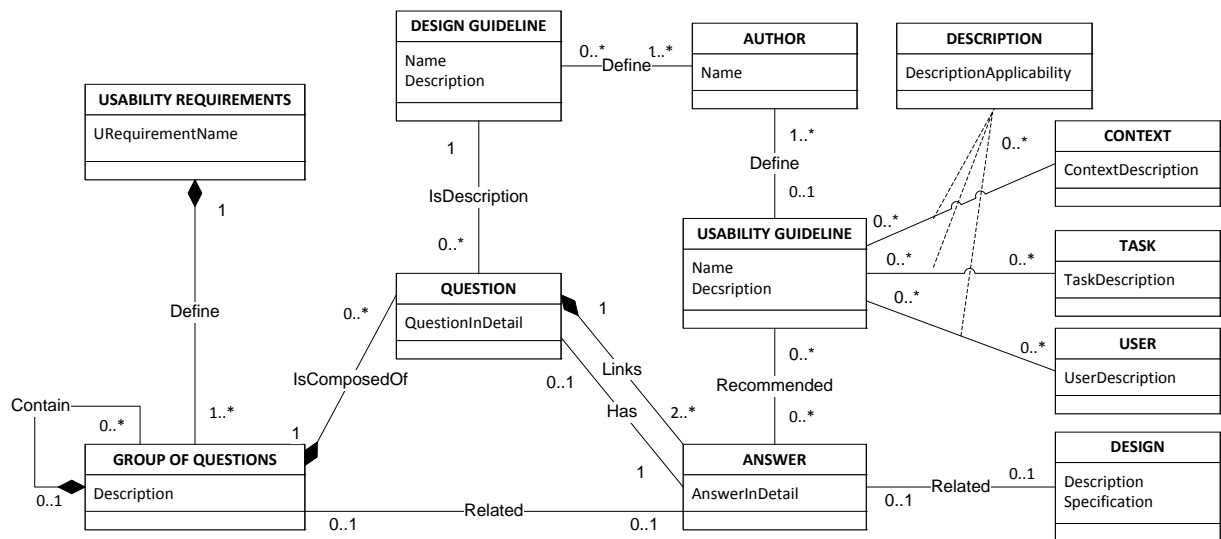 DESIGN GUIDELINE
Name
Description
0..*
Define
1..*
AUTHOR
Name
DESCRIPTION
DescriptionApplicability
USABILITY REQUIREMENTS
URequirementName
1
Define
1..*
1
IsDescription
0..*
1..*
Define
0..1
0..*
CONTEXT
ContextDescription
0..*
USABILITY GUIDELINE
Name
Decsription
0..*
0..*
TASK
TaskDescription
0..*
0..*
USER
UserDescription
QUESTION
QuestionInDetail
0..*
IsComposedOf
1
1
Links
2..*
0..1
Has
1
0..*
Recommended
0..*
Contain
0..*
0..1
GROUP OF QUESTIONS
Description
0..1
Related
0..1
ANSWER
AnswerInDetail
0..1
Related
0..1
DESIGN
Description
Specification